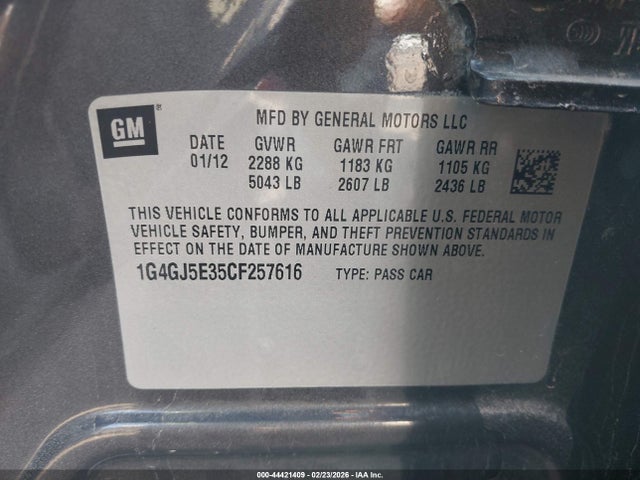 GM ®
MFD BY GENERAL MOTORS LLC
DATE GVWR GAWR FRT GAWR RR
01/12 2288 KG 1183 KG 1105 KG
5043 LB 2607 LB 2436 LB
THIS VEHICLE CONFORMS TO ALL APPLICABLE U.S. FEDERAL MOTOR
VEHICLE SAFETY, BUMPER, AND THEFT PREVENTION STANDARDS IN
EFFECT ON THE DATE OF MANUFACTURE SHOWN ABOVE.
1G4GJ5E35CF257616 TYPE: PASS CAR
000-44421409 - 02/23/2026 - IAA Inc.